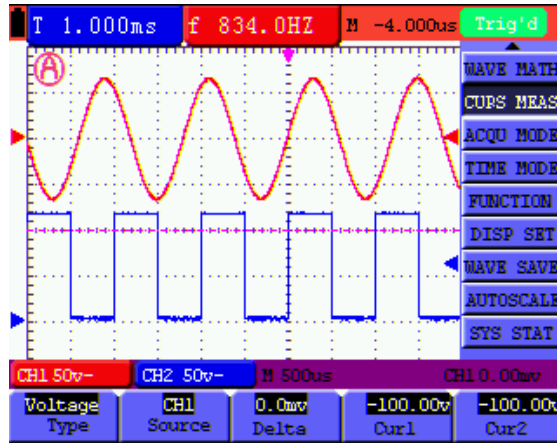 T 1.000ms f 834.0HZ M -4.000us Trig'd
A
WAVE MATH
CURS MEAS
ACQU MODE
TIME MODE
FUNCTION
DISP SET
WAVE SAVE
AUTOSCALE
SYS STAT
CH1 50v- CH2 50v- M 500us CH1 0.00mv
Voltage CH1 0.0mv -100.00v -100.00v
Type Source Delta Cur1 Cur2